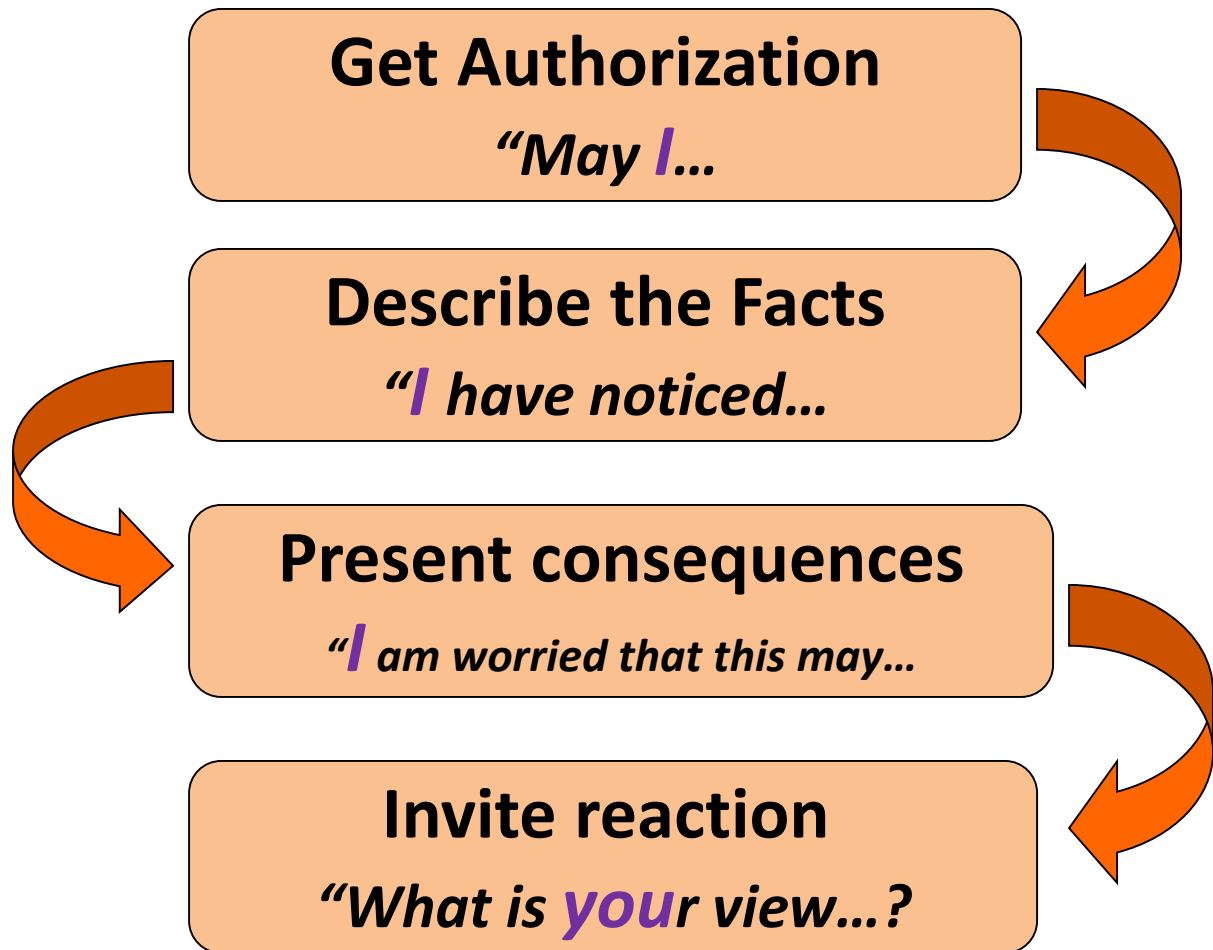 Get Authorization
“May I...
Describe the Facts
“I have noticed...
Present consequences
“I am worried that this may...
Invite reaction
“What is your view...?